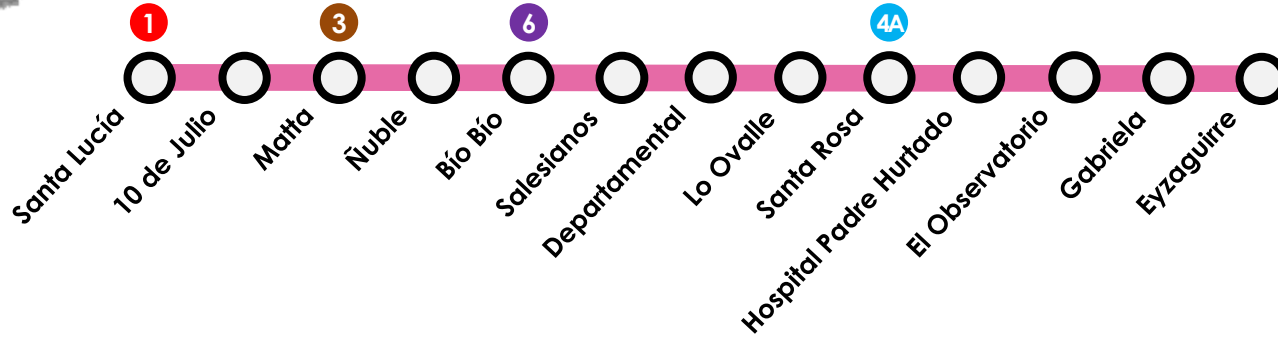 1
3
6
4A
Santa Lucía
10 de Julio
Matta
Ñuble
Bío Bío
Salesianos
Departamental
Lo Ovalle
Santa Rosa
Hospital Padre Hurtado
El Observatorio
Gabriela
Eyzaguirre